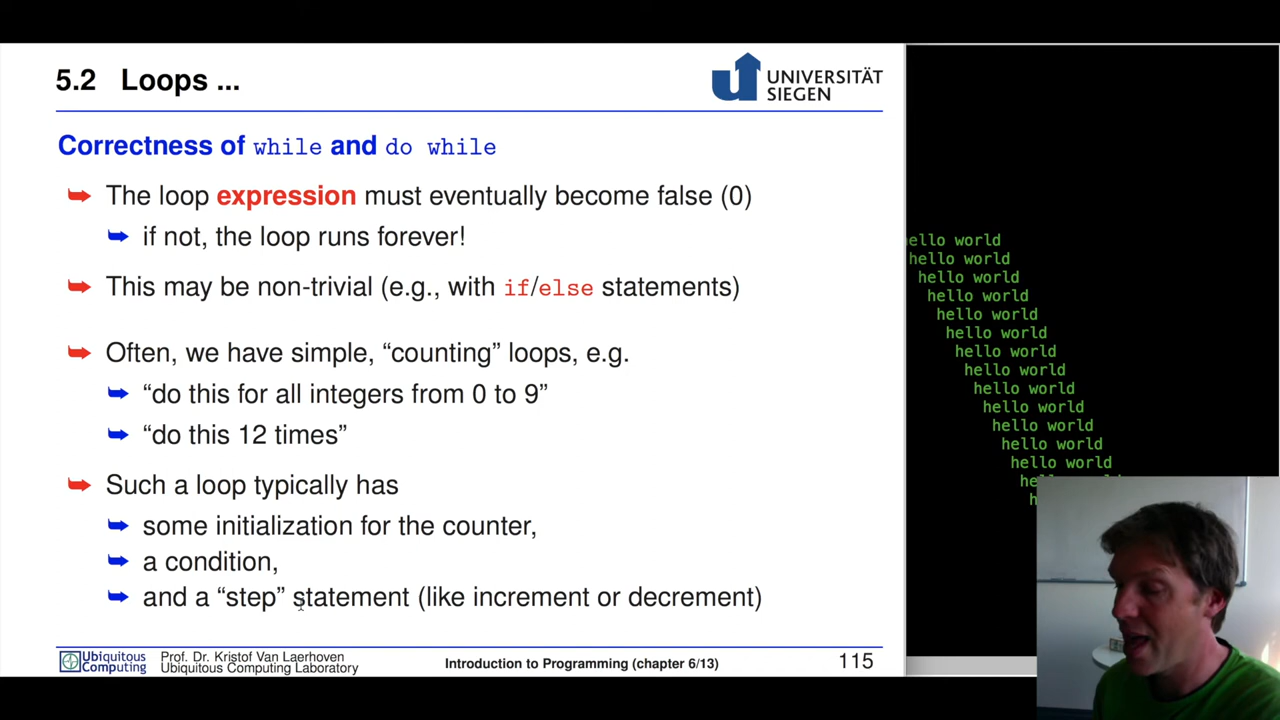 5.2 Loops ...
UNIVERSITÄT
SIEGEN
Correctness of while and do while
➥ The loop expression must eventually become false (0)
➥ if not, the loop runs forever!
➥ This may be non-trivial (e.g., with if/else statements)
➥ Often, we have simple, “counting” loops, e.g.
➥ “do this for all integers from 0 to 9”
➥ “do this 12 times”
➥ Such a loop typically has
➥ some initialization for the counter,
➥ a condition,
➥ and a “step” statement (like increment or decrement)
Ubiquitous
Computing
Prof. Dr. Kristof Van Laerhoven
Ubiquitous Computing Laboratory
Introduction to Programming (chapter 6/13)
115
ello world
hello world
hello world
hello world
hello world
hello world
hello world
hello world
hello world
hello world
hello world
hello world
hello world
he
h